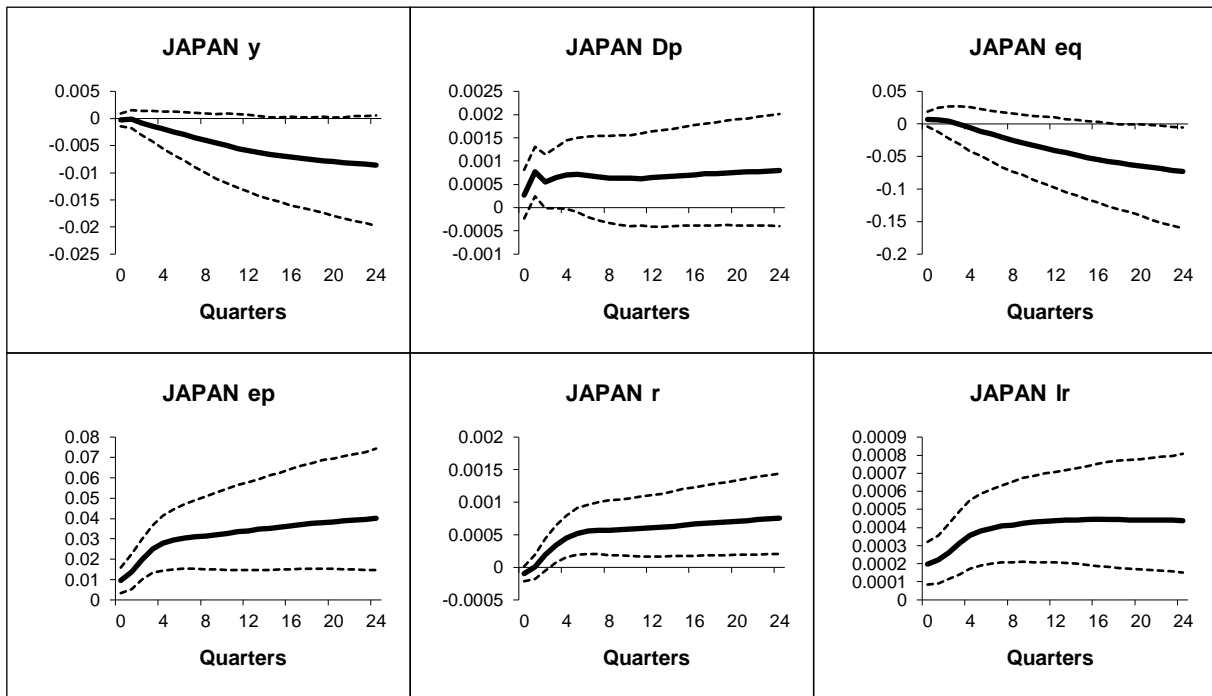 JAPAN y
0.005
0
-0.005
-0.01
-0.015
-0.02
-0.025
0 4 8 12 16 20 24
Quarters
JAPAN Dp
0.0025
0.002
0.0015
0.001
0.0005
0
-0.0005
-0.001
0 4 8 12 16 20 24
Quarters
JAPAN eq
0.05
0
-0.05
-0.1
-0.15
-0.2
0 4 8 12 16 20 24
Quarters
JAPAN ep
0.08
0.07
0.06
0.05
0.04
0.03
0.02
0.01
0
0 4 8 12 16 20 24
Quarters
JAPAN r
0.002
0.0015
0.001
0.0005
0
-0.0005
0 4 8 12 16 20 24
Quarters
JAPAN lr
0.0009
0.0008
0.0007
0.0006
0.0005
0.0004
0.0003
0.0002
0.0001
0
0 4 8 12 16 20 24
Quarters